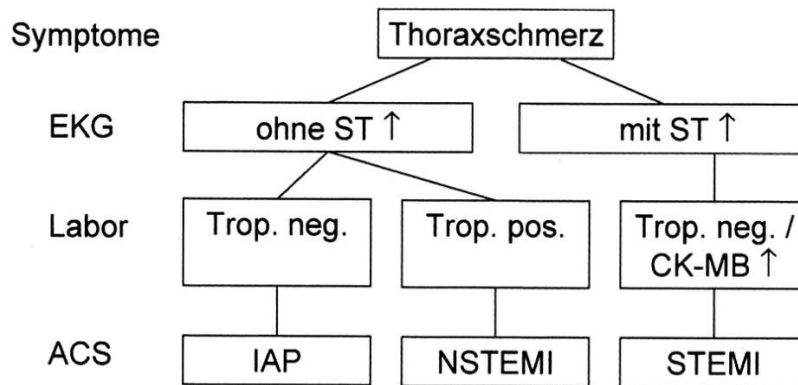 Symptome Thoraxschmerz
EKG ohne ST ↑ mit ST ↑
Labor Trop. neg. Trop. pos. Trop. neg. /
CK-MB ↑
ACS IAP NSTEMI STEMI